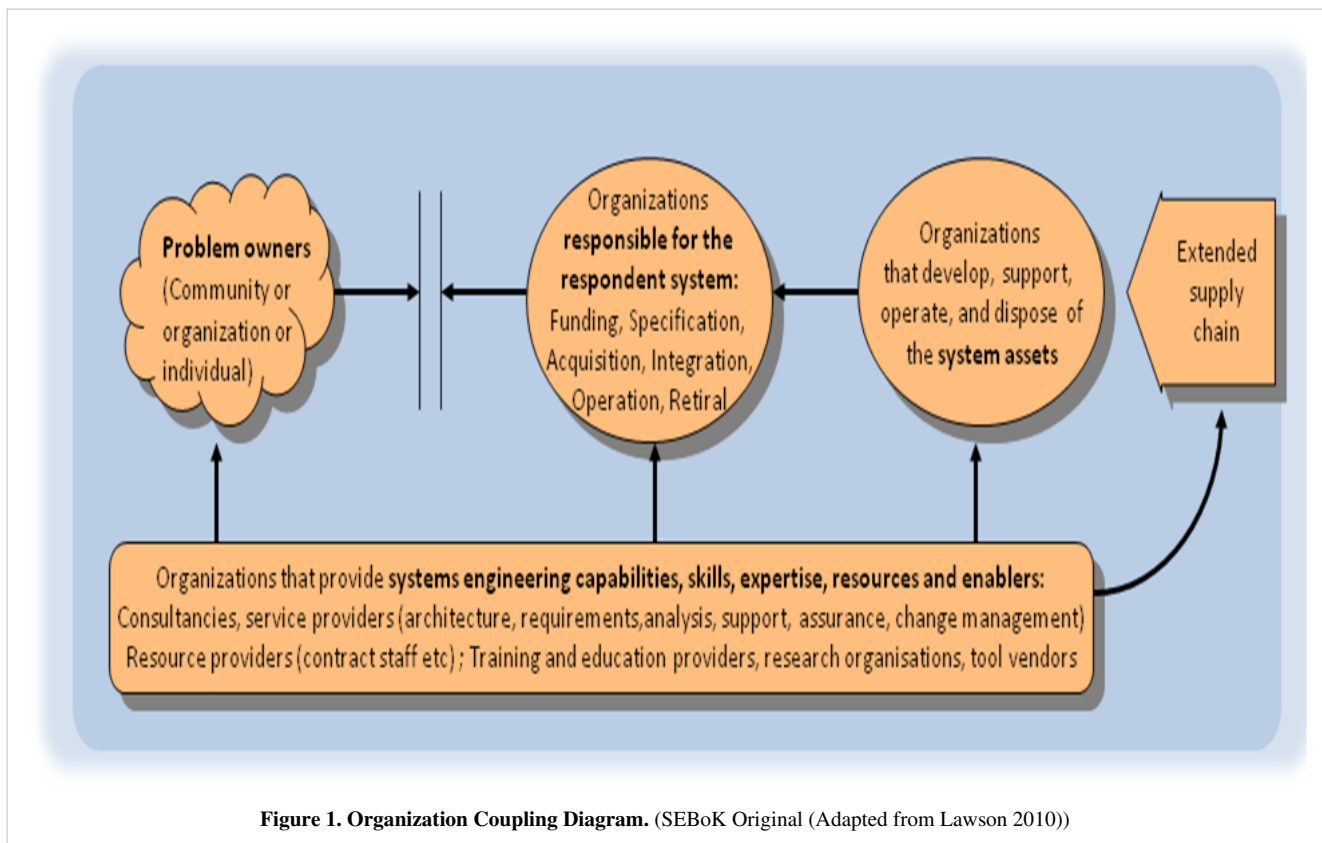 Problem owners
(Community or
organization or
individual)
Organizations
responsible for the
respondent system:
Funding, Specification,
Acquisition, Integration,
Operation, Retiral
Organizations
that develop, support,
operate, and dispose of
the system assets
Extended
supply
chain
Organizations that provide systems engineering capabilities, skills, expertise, resources and enablers:
Consultancies, service providers (architecture, requirements,analysis, support, assurance, change management)
Resource providers (contract staff etc) ; Training and education providers, research organisations, tool vendors
Figure 1. Organization Coupling Diagram. (SEBoK Original (Adapted from Lawson 2010))